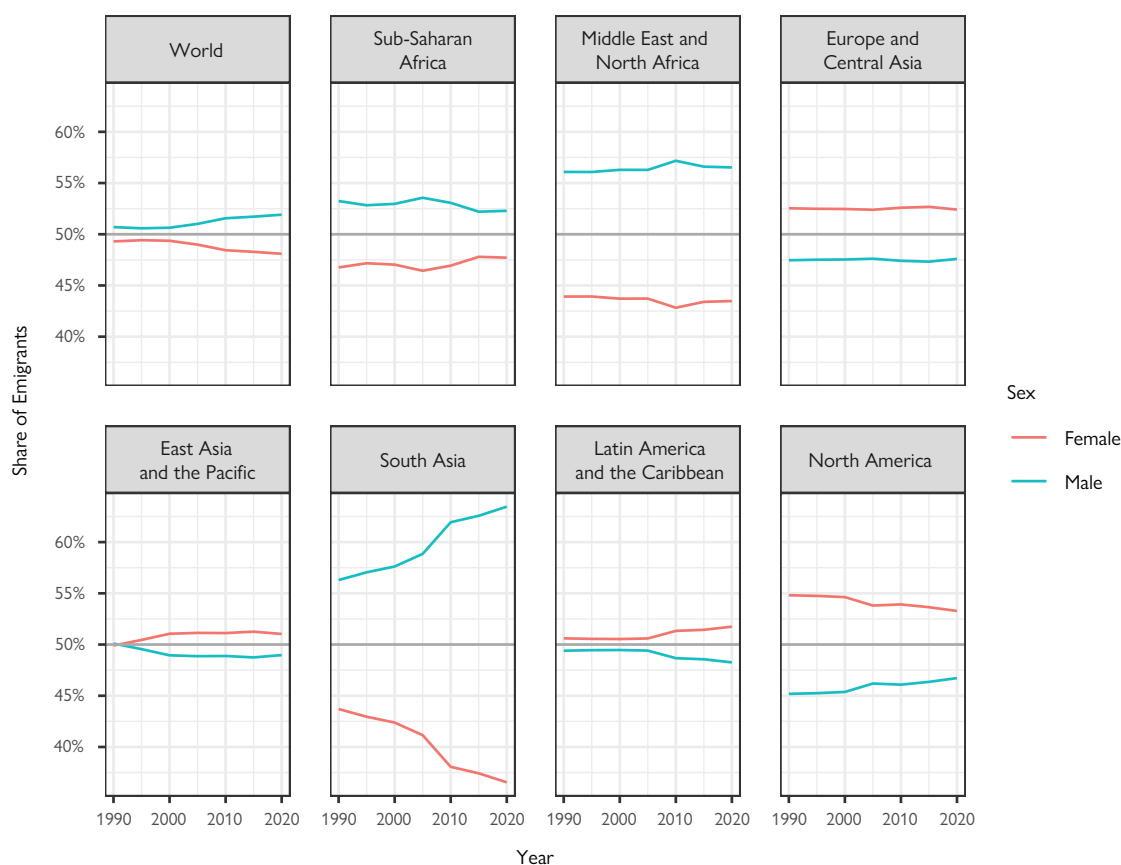 World
Sub-Saharan
Africa
Middle East and
North Africa
Europe and
Central Asia
60%
55%
50%
45%
40%
Share of Emigrants
East Asia
and the Pacific
South Asia
Latin America
and the Caribbean
North America
60%
55%
50%
45%
40%
1990 2000 2010 2020
1990 2000 2010 2020
1990 2000 2010 2020
1990 2000 2010 2020
Year
Sex
Female
Male